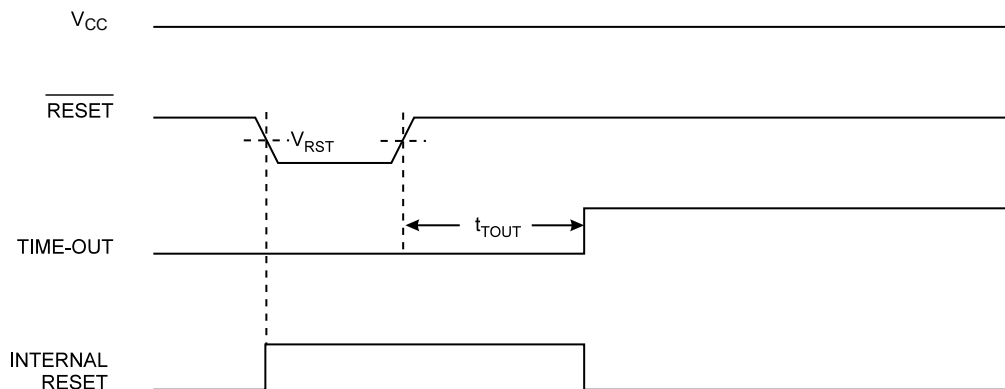 VCC
RESET
VRST
tTOUT
TIME-OUT
INTERNAL
RESET